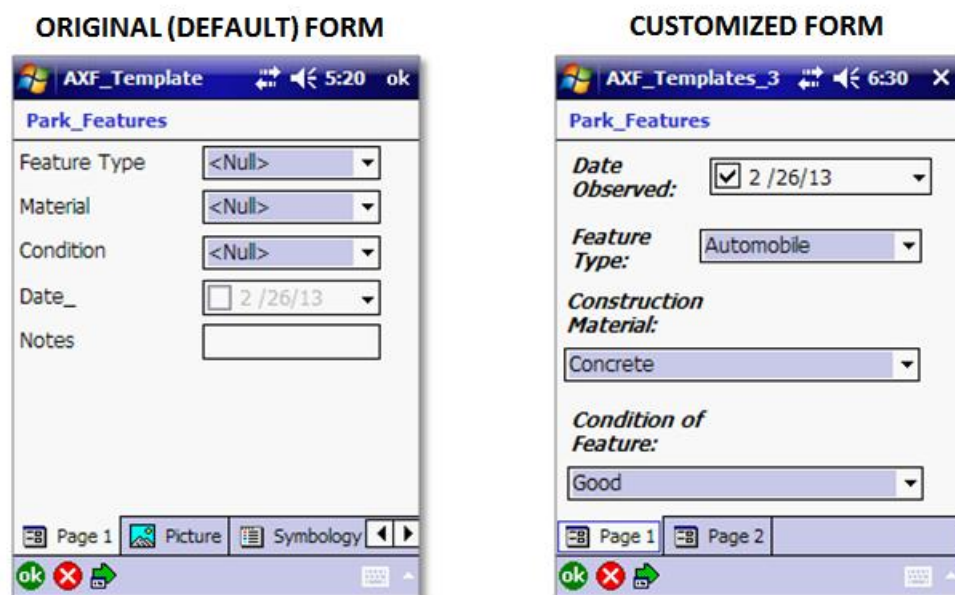 ORIGINAL (DEFAULT) FORM
AXF_Template 5:20 ok
Park_Features
Feature Type <Null>
Material <Null>
Condition <Null>
Date_ 2 /26/13
Notes
Page 1 Picture Symbology
ok
CUSTOMIZED FORM
AXF_Templates_3 6:30
Park_Features
Date
Observed: 2 /26/13
Feature
Type: Automobile
Construction
Material:
Concrete
Condition of
Feature:
Good
Page 1 Page 2
ok